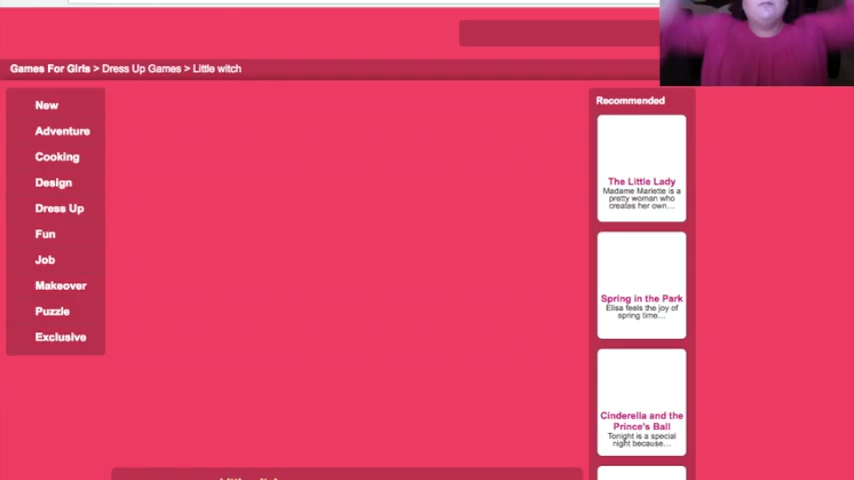 Games For Girls > Dress Up Games > Little witch
New
Adventure
Cooking
Design
Dress Up
Fun
Job
Makeover
Puzzle
Exclusive
Recommended
The Little Lady
Madame Mariette is a
pretty woman who
creates her own...
Spring in the Park
Elisa feels the joy of
spring time...
Cinderella and the
Prince's Ball
Tonight is a special
night because...